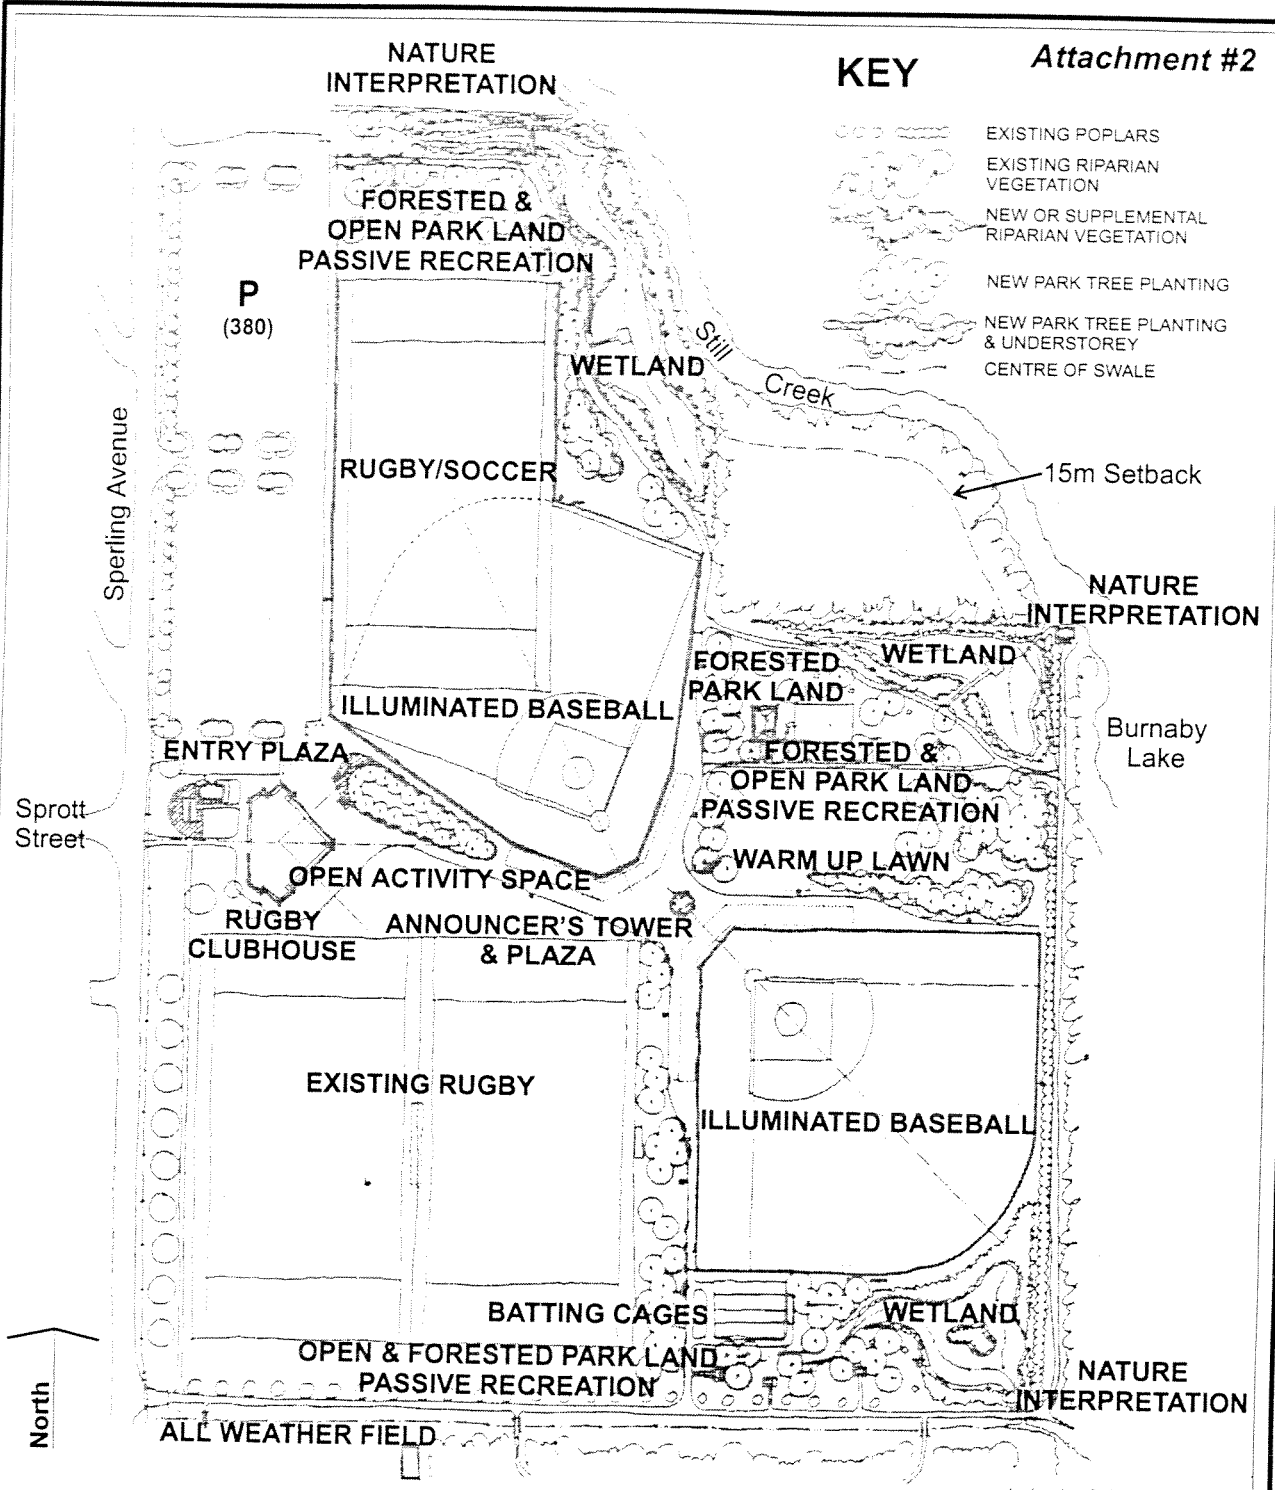 Attachment #2
NATURE
INTERPRETATION
KEY
EXISTING POPLARS
EXISTING RIPARIAN
VEGETATION
NEW OR SUPPLEMENTAL
RIPARIAN VEGETATION
NEW PARK TREE PLANTING
NEW PARK TREE PLANTING
& UNDERSTOREY
CENTRE OF SWALE
FORESTED &
OPEN PARK LAND
PASSIVE RECREATION
P
(380)
Still
Creek
WETLAND
Sperling Avenue
RUGBY/SOCCER
15m Setback
NATURE
INTERPRETATION
FORESTED
PARK LAND
WETLAND
ILLUMINATED BASEBALL
Burnaby
Lake
ENTRY PLAZA
FORESTED &
OPEN PARK LAND
PASSIVE RECREATION
Sprott
Street
WARM UP LAWN
OPEN ACTIVITY SPACE
RUGBY
CLUBHOUSE
ANNOUNCER'S TOWER
& PLAZA
EXISTING RUGBY
ILLUMINATED BASEBALL
BATTING CAGES
WETLAND
OPEN & FORESTED PARK LAND
PASSIVE RECREATION
NATURE
INTERPRETATION
North
ALL WEATHER FIELD